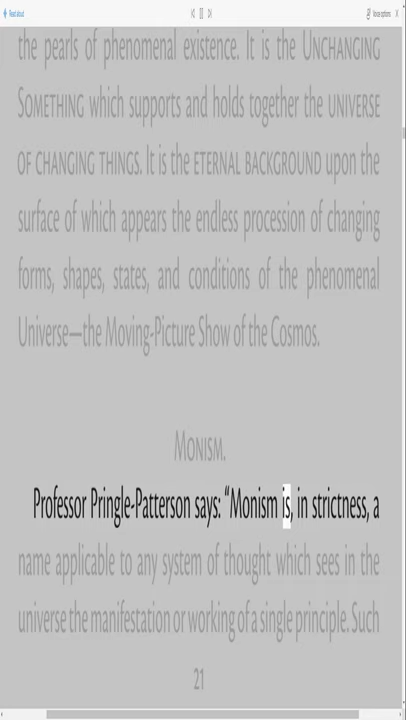 Read aloud
Voice options
the pearls of phenomenal existence. It is the UNCHANGING
SOMETHING which supports and holds together the UNIVERSE
OF CHANGING THINGS. It is the ETERNAL BACKGROUND upon the
surface of which appears the endless procession of changing
forms, shapes, states, and conditions of the phenomenal
Universe—the Moving-Picture Show of the Cosmos.
MONISM.
Professor Pringle-Patterson says: “Monism is, in strictness, a
name applicable to any system of thought which sees in the
universe the manifestation or working of a single principle. Such
21